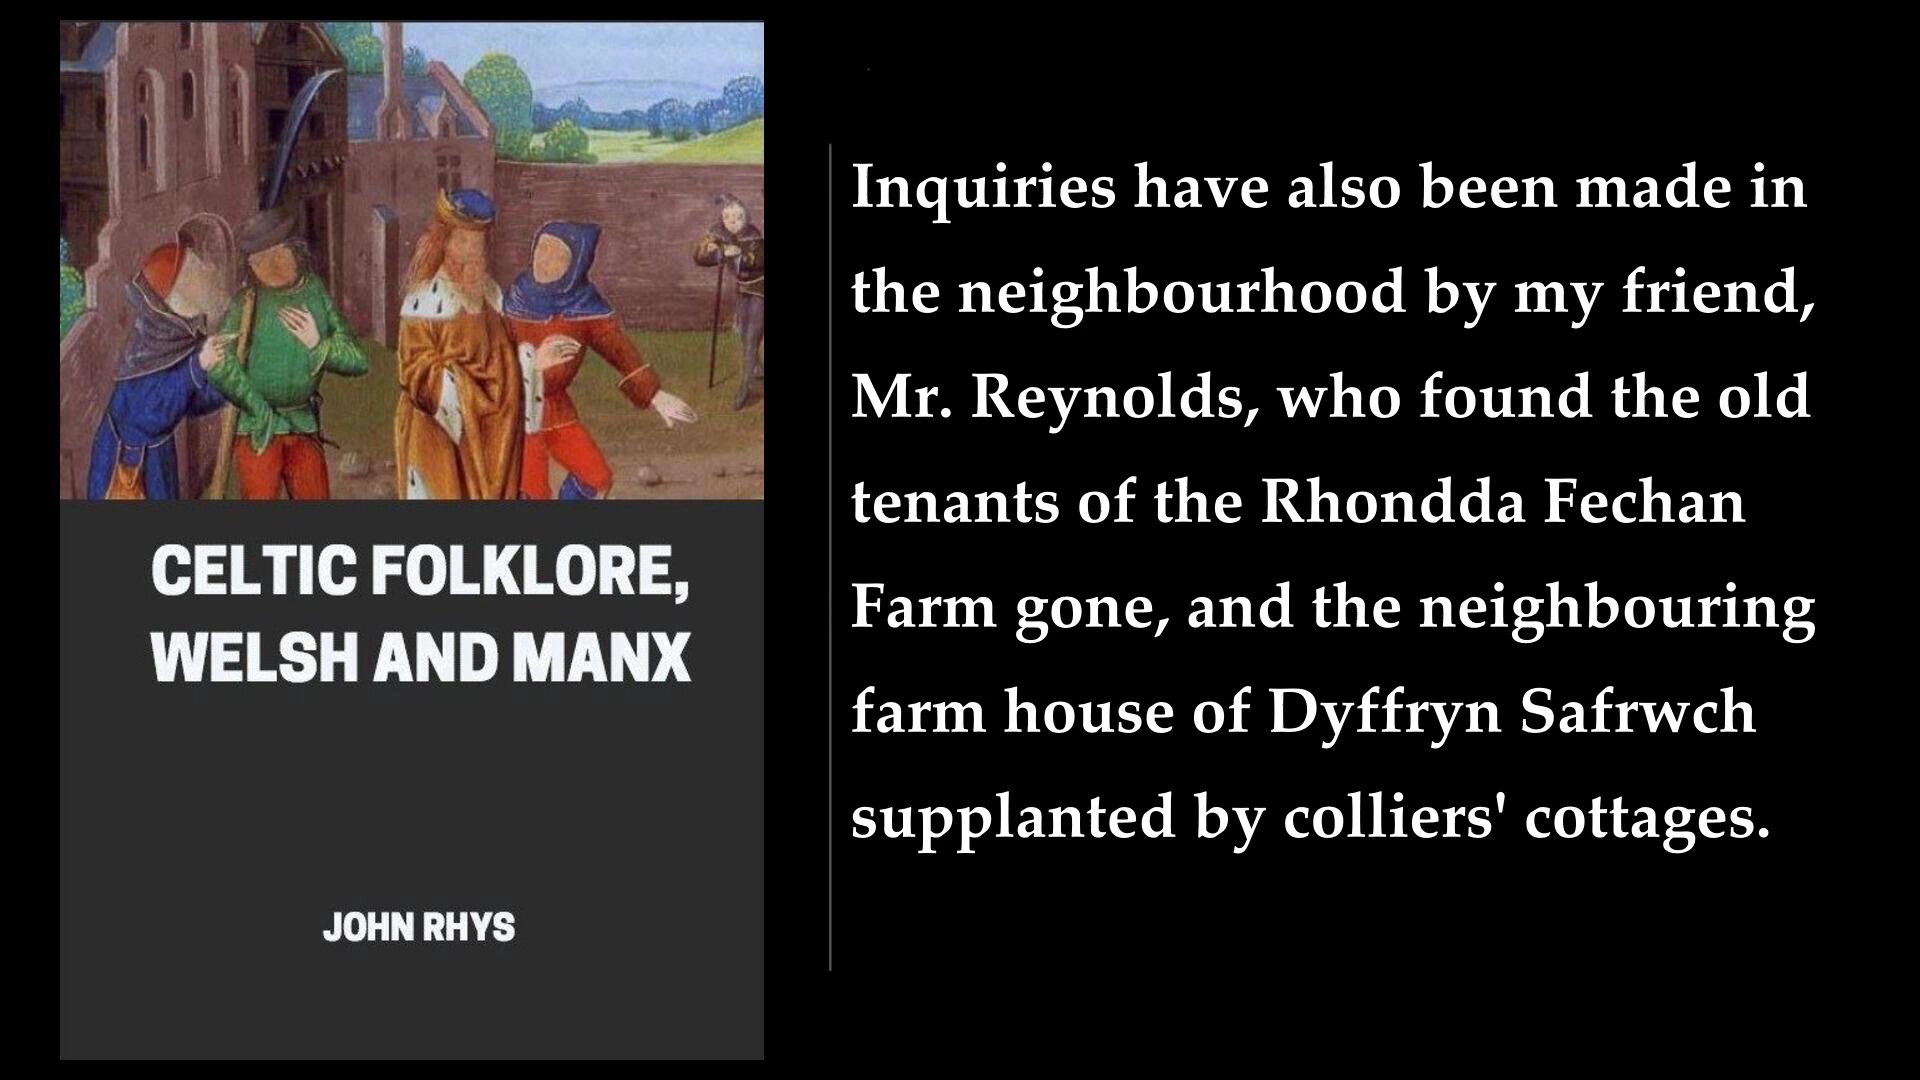 CELTIC FOLKLORE,
WELSH AND MANX
JOHN RHYS
Inquiries have also been made in
the neighbourhood by my friend,
Mr. Reynolds, who found the old
tenants of the Rhondda Fechan
Farm gone, and the neighbouring
farm house of Dyffryn Safrwch
supplanted by colliers' cottages.